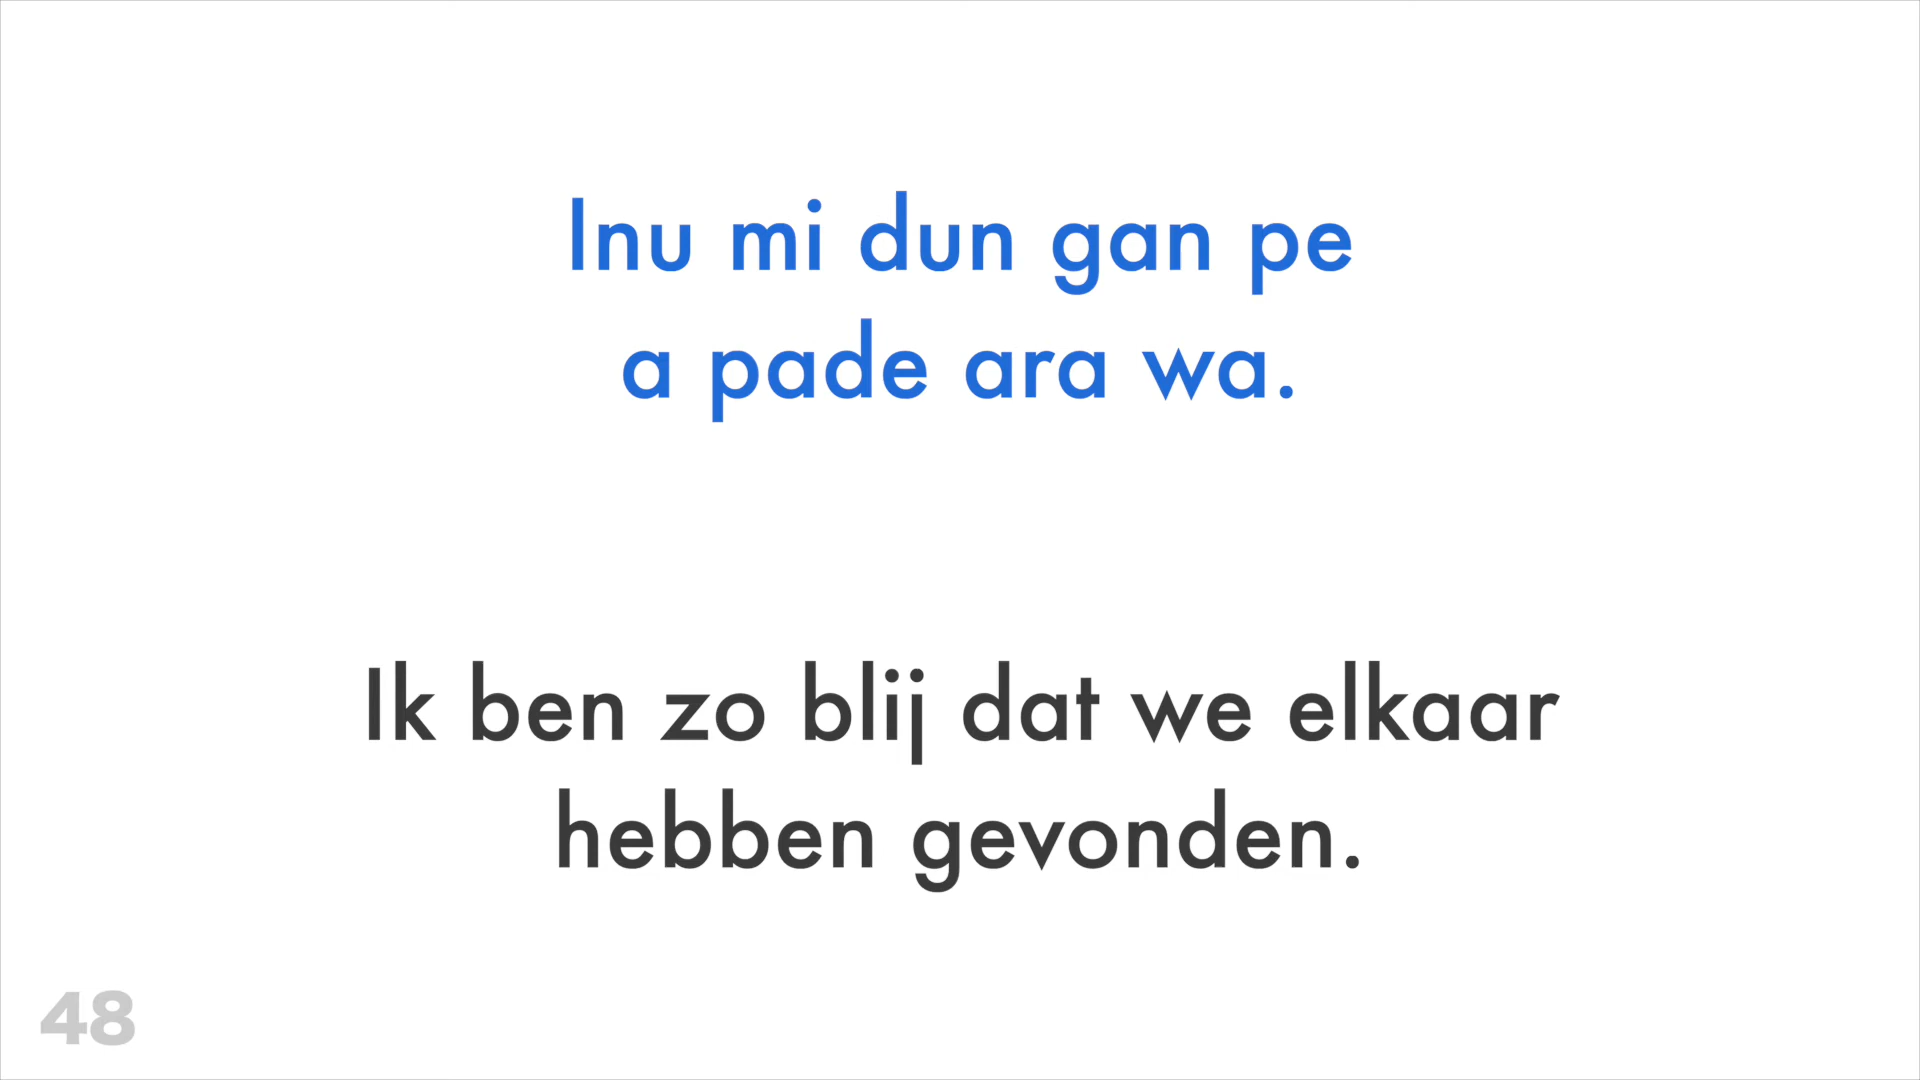 Inu mi dun gan pe
a pade ara wa.
Ik ben zo blij dat we elkaar
hebben gevonden.
48